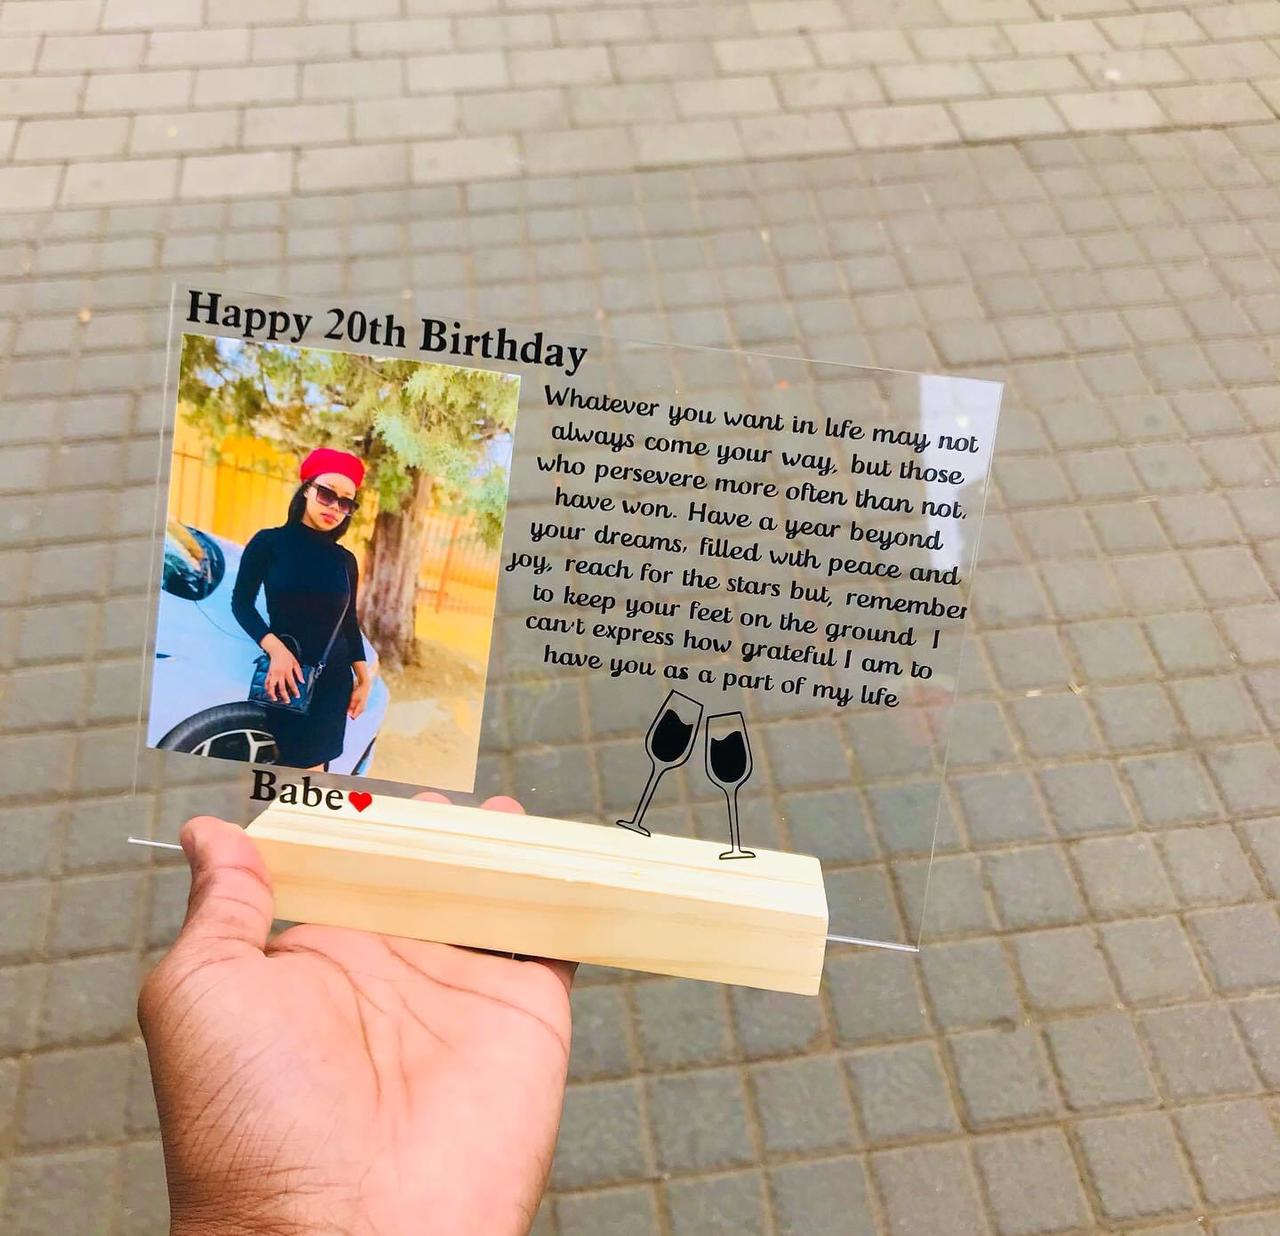 Happy 20th Birthday
Whatever you want in life may not
always come your way, but those
who persevere more often than not,
have won. Have a year beyond
your dreams, filled with peace and
joy, reach for the stars but, remember
to keep your feet on the ground I
can't express how grateful I am to
have you as a part of my life
Babe❤